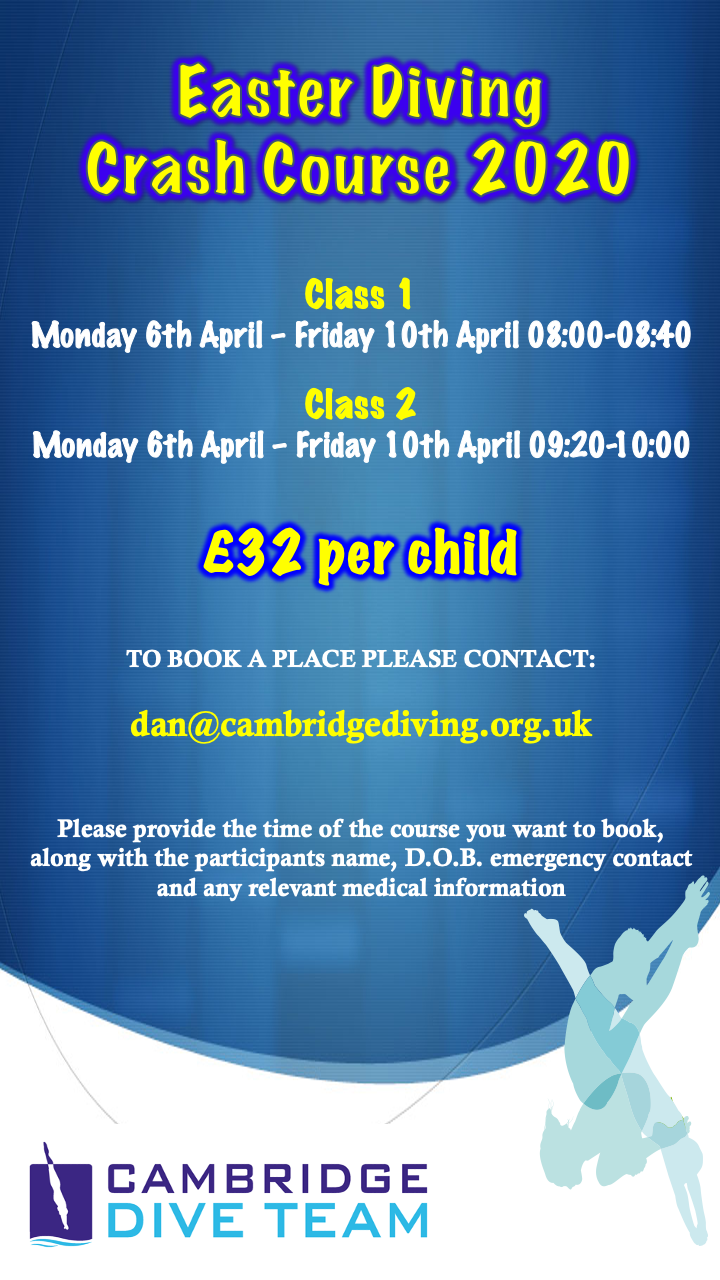 Easter Diving
Crash Course 2020
Class 1
Monday 6th April – Friday 10th April 08:00-08:40
Class 2
Monday 6th April – Friday 10th April 09:20-10:00
£32 per child
TO BOOK A PLACE PLEASE CONTACT:
dan@cambridgediving.org.uk
Please provide the time of the course you want to book,
along with the participants name, D.O.B. emergency contact
and any relevant medical information
CAMBRIDGE
DIVE TEAM